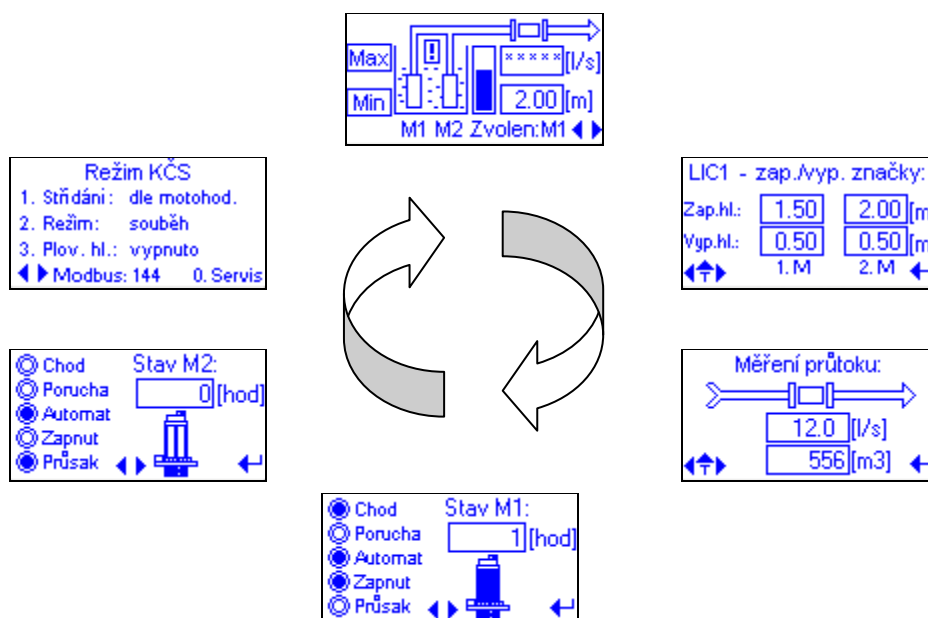 Max
*****[l/s]
Min
2.00 [m]
M1 M2 Zvolen:M1
Režim KČS
1. Střídání: dle motohod.
2. Režim: souběh
3. Plov. hl.: vypnuto
Modbus: 144 0. Servis
LIC1 - zap./vyp. značky:
Zap.hl.: 1.50 2.00 [m
Vyp.hl.: 0.50 0.50 [m
1. M 2. M
Chod Stav M2:
Porucha 0 [hod]
Automat
Zapnut
Průsak
Měření průtoku:
12.0 [l/s]
556 [m3]
Chod Stav M1:
Porucha 1 [hod]
Automat
Zapnut
Průsak